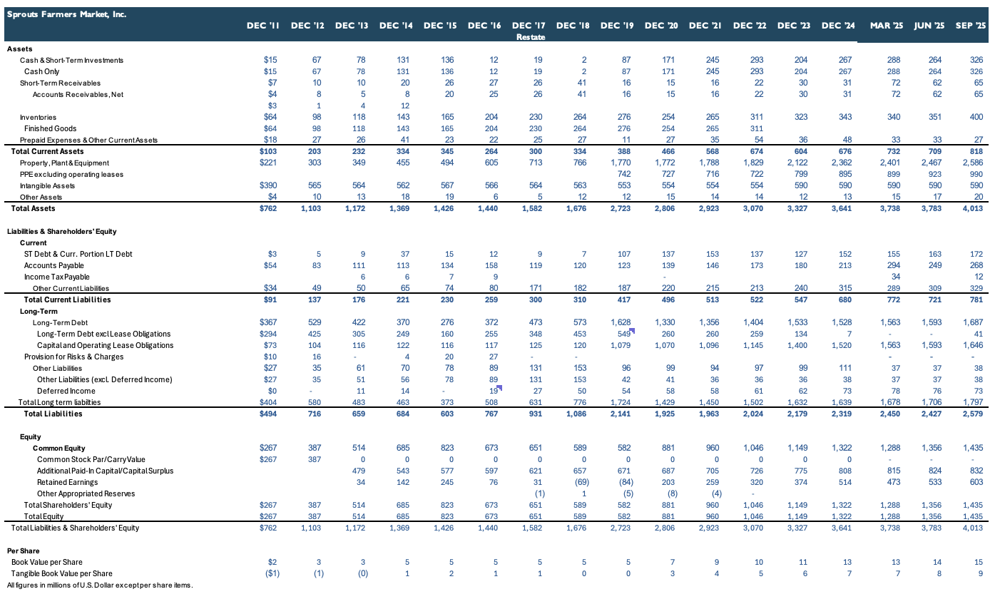 Sprouts Farmers Market, Inc.
DEC '11 DEC '12 DEC '13 DEC '14 DEC '15 DEC '16 DEC '17 DEC '18 DEC '19 DEC '20 DEC '21 DEC '22 DEC '23 DEC '24 MAR '25 JUN '25 SEP '25
Restate
Assets
Cash & Short-Term Investments $15 67 78 131 136 12 19 2 87 171 245 293 204 267 288 264 326
Cash Only $15 67 78 131 136 12 19 2 87 171 245 293 204 267 288 264 326
Short-Term Receivables $7 10 10 20 26 27 26 41 16 15 16 22 30 31 72 62 65
Accounts Receivables, Net $4 8 5 8 20 25 26 41 16 15 16 22 30 31 72 62 65
$3 1 4 12
Inventories $64 98 118 143 165 204 230 264 276 254 265 311 323 343 340 351 400
Finished Goods $64 98 118 143 165 204 230 264 276 254 265 311
Prepaid Expenses & Other Current Assets $18 27 26 41 23 22 25 27 11 27 35 54 36 48 33 33 27
Total Current Assets $103 203 232 334 345 264 300 334 388 466 568 674 604 676 732 709 818
Property, Plant & Equipment $221 303 349 455 494 605 713 766 1,770 1,772 1,788 1,829 2,122 2,362 2,401 2,467 2,586
PPE excluding operating leases 742 727 716 722 799 895 899 923 990
Intangible Assets $390 565 564 562 567 566 564 563 553 554 554 554 590 590 590 590 590
Other Assets $4 10 13 18 19 6 5 12 12 15 14 14 12 13 15 17 20
Total Assets $762 1,103 1,172 1,369 1,426 1,440 1,582 1,676 2,723 2,806 2,923 3,070 3,327 3,641 3,738 3,783 4,013
Liabilities & Shareholders' Equity
Current
ST Debt & Curr. Portion LT Debt $3 5 9 37 15 12 9 7 107 137 153 137 127 152 155 163 172
Accounts Payable $54 83 111 113 134 158 119 120 123 139 146 173 180 213 294 249 268
Income Tax Payable 6 6 7 9 - 34 12
Other Current Liabilities $34 49 50 65 74 80 171 182 187 220 215 213 240 315 289 309 329
Total Current Liabilities $91 137 176 221 230 259 300 310 417 496 513 522 547 680 772 721 781
Long-Term
Long-Term Debt $367 529 422 370 276 372 473 573 1,628 1,330 1,356 1,404 1,533 1,528 1,563 1,593 1,687
Long-Term Debt excl Lease Obligations $294 425 305 249 160 255 348 453 549 260 260 259 134 7 - - 41
Capital and Operating Lease Obligations $73 104 116 122 116 117 125 120 1,079 1,070 1,096 1,145 1,400 1,520 1,563 1,593 1,646
Provision for Risks & Charges $10 16 - 4 20 27 - - - - -
Other Liabilities $27 35 61 70 78 89 131 153 96 99 94 97 99 111 37 37 38
Other Liabilities (excl. Deferred Income) $27 35 51 56 78 89 131 153 42 41 36 36 36 38 37 37 38
Deferred Income $0 - 11 14 - 19 27 50 54 58 58 61 62 73 78 76 73
Total Long term liabilties $404 580 483 463 373 508 631 776 1,724 1,429 1,450 1,502 1,632 1,639 1,678 1,706 1,797
Total Liabilities $494 716 659 684 603 767 931 1,086 2,141 1,925 1,963 2,024 2,179 2,319 2,450 2,427 2,579
Equity
Common Equity $267 387 514 685 823 673 651 589 582 881 960 1,046 1,149 1,322 1,288 1,356 1,435
Common Stock Par/Carry Value $267 387 0 0 0 0 0 0 0 0 0 0 0 0 - - -
Additional Paid-In Capital/Capital Surplus 479 543 577 597 621 657 671 687 705 726 775 808 815 824 832
Retained Earnings 34 142 245 76 31 (69) (84) 203 259 320 374 514 473 533 603
Other Appropriated Reserves (1) 1 (5) (8) (4) -
Total Shareholders' Equity $267 387 514 685 823 673 651 589 582 881 960 1,046 1,149 1,322 1,288 1,356 1,435
Total Equity $267 387 514 685 823 673 651 589 582 881 960 1,046 1,149 1,322 1,288 1,356 1,435
Total Liabilities & Shareholders' Equity $762 1,103 1,172 1,369 1,426 1,440 1,582 1,676 2,723 2,806 2,923 3,070 3,327 3,641 3,738 3,783 4,013
Per Share
Book Value per Share $2 3 3 5 5 5 5 5 5 7 9 10 11 13 13 14 15
Tangible Book Value per Share ($1) (1) (0) 1 2 1 1 0 0 3 4 5 6 7 7 8 9
All figures in millions of U.S. Dollar except per share items.